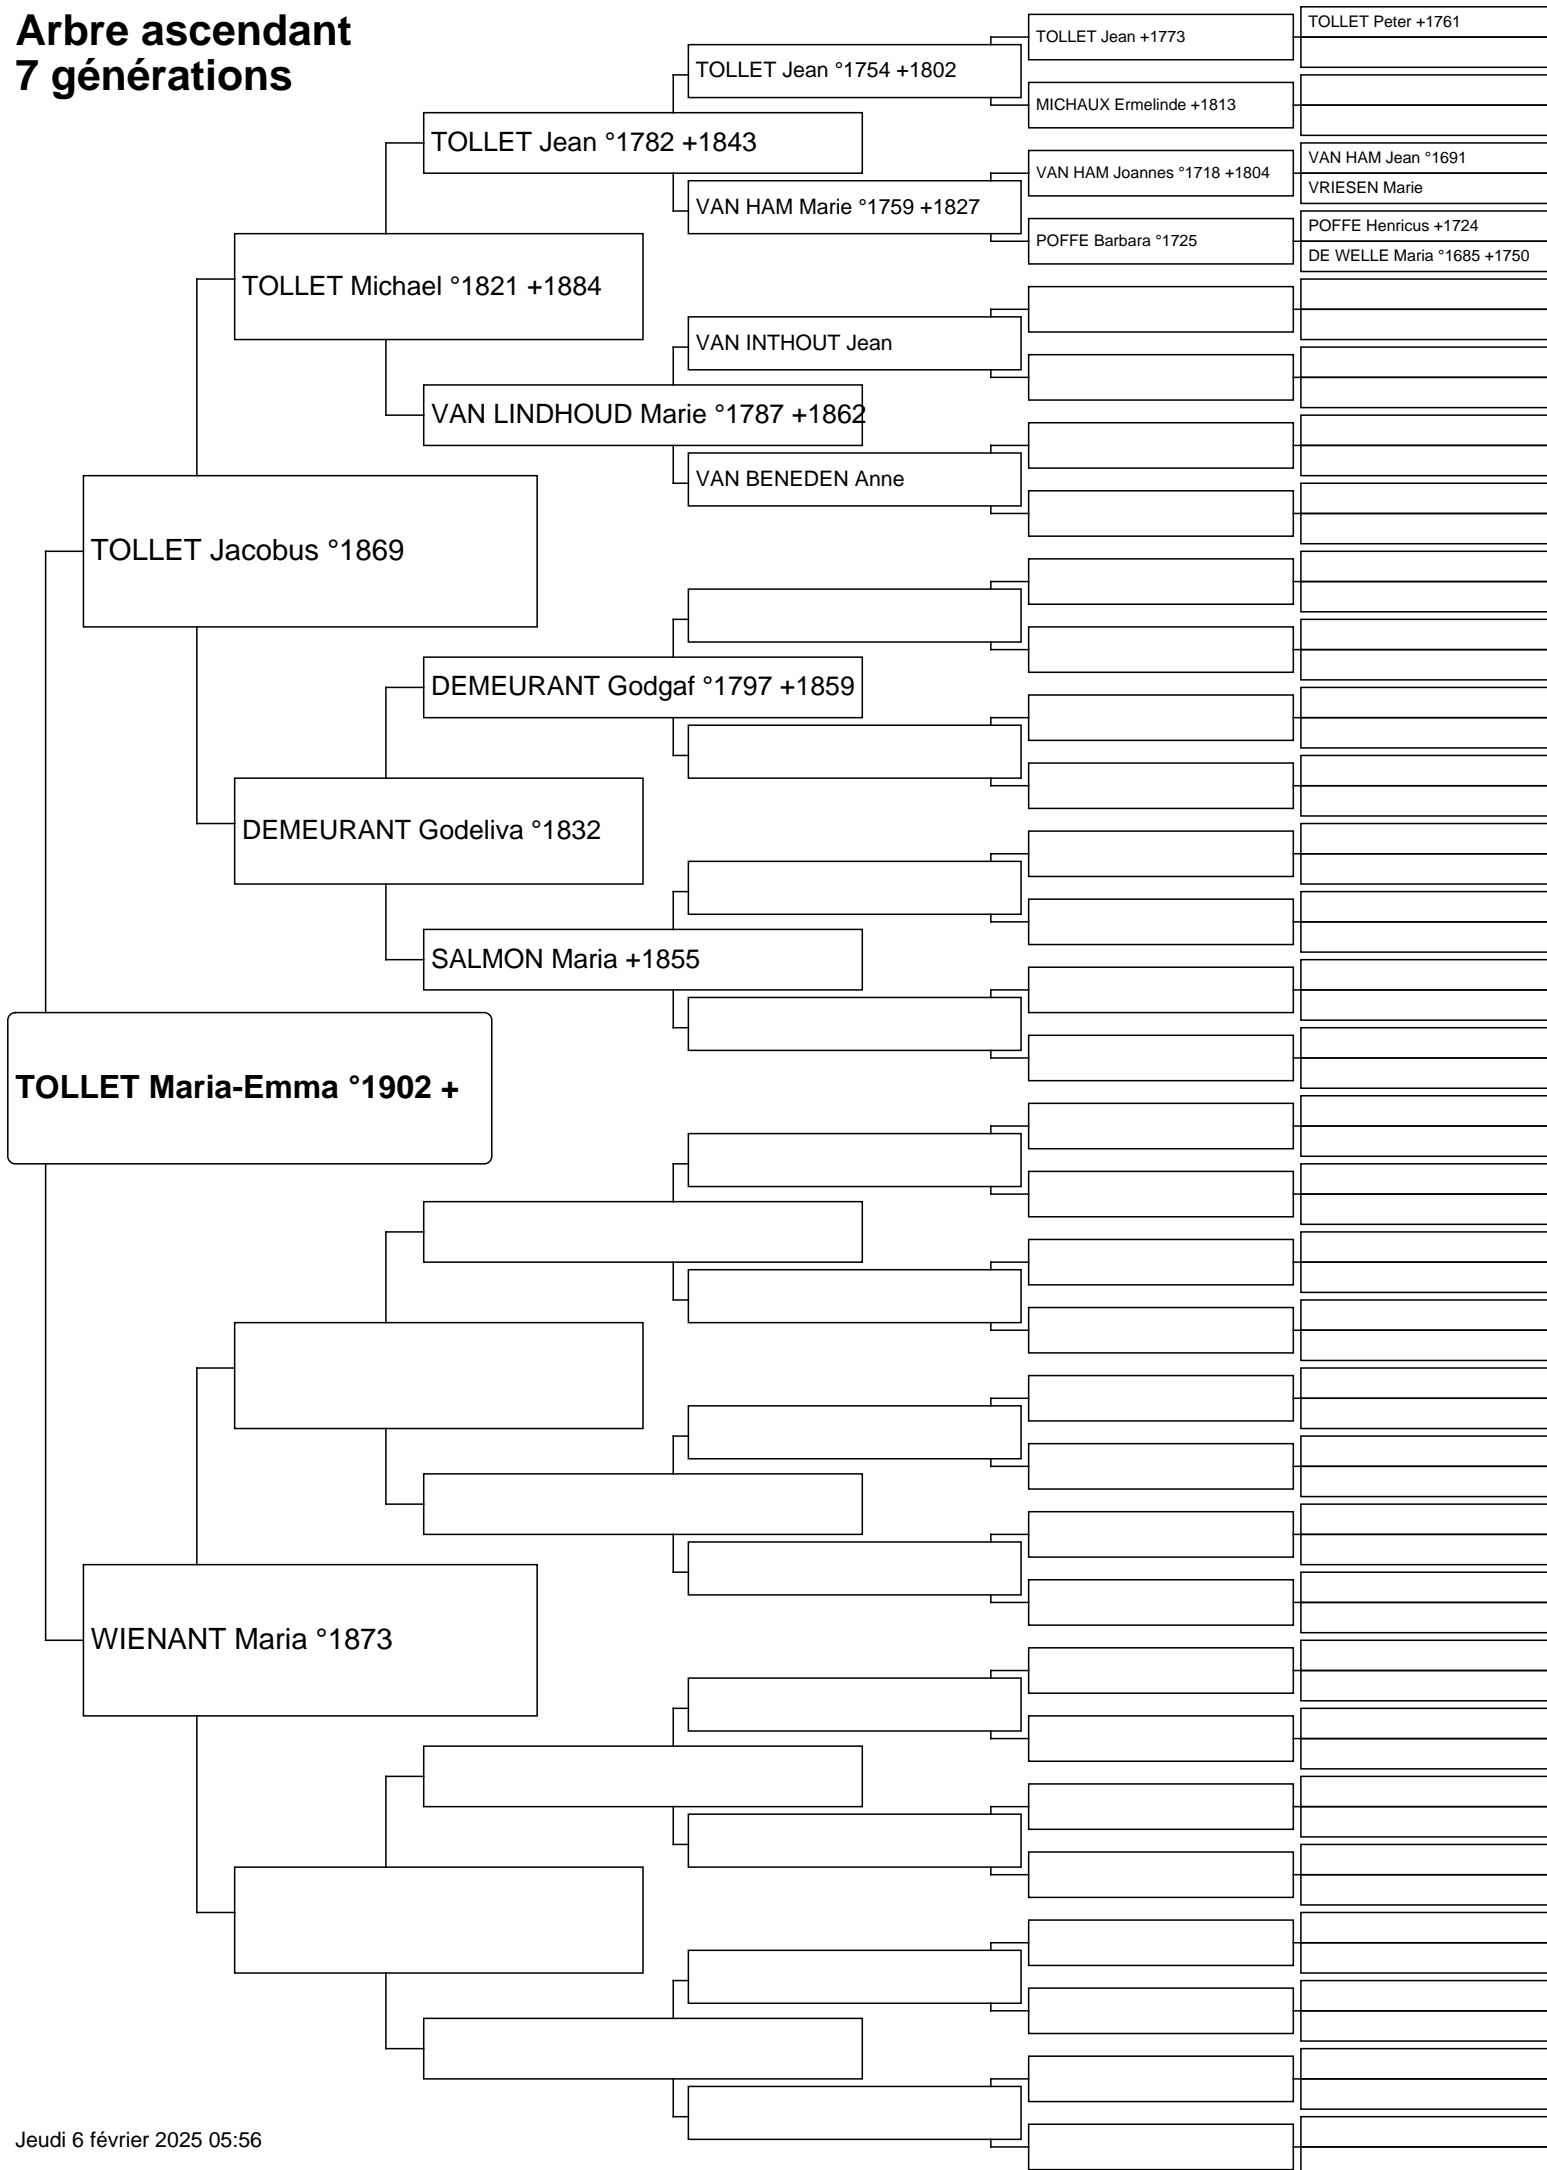 Arbre ascendant
7 générations
TOLLET Maria-Emma °1902 +
TOLLET Jacobus °1869
WIENANT Maria °1873
TOLLET Michael °1821 +1884
DEMEURANT Godeliva °1832
TOLLET Jean °1782 +1843
VAN LINDHOUD Marie °1787 +1862
DEMEURANT Godgaf °1797 +1859
SALMON Maria +1855
TOLLET Jean °1754 +1802
VAN HAM Marie °1759 +1827
VAN INTHOUT Jean
VAN BENEDEN Anne
TOLLET Jean +1773
MICHAUX Ermelinde +1813
VAN HAM Joannes °1718 +1804
POFFE Barbara °1725
TOLLET Peter +1761
VAN HAM Jean °1691
VRIESEN Marie
POFFE Henricus +1724
DE WELLE Maria °1685 +1750
Jeudi 6 février 2025 05:56